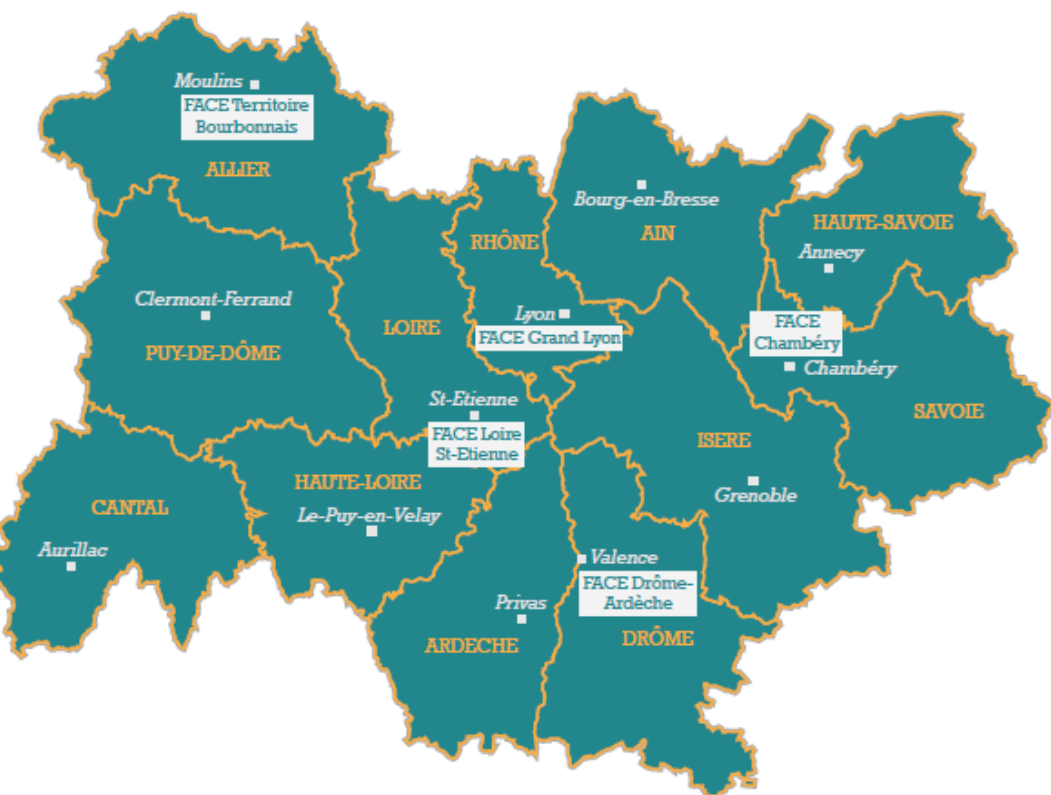 Moulins
FACE Territoire
Bourbonnais
ALLIER
Bourg-en-Bresse
AIN
RHÔNE
HAUTE-SAVOIE
Annecy
Clermont-Ferrand
PUY-DE-DÔME
LOIRE
Lyon
FACE Grand Lyon
FACE
Chambéry
Chambéry
SAVOIE
St-Etienne
FACE Loire
St-Etienne
ISERE
Grenoble
HAUTE-LOIRE
Le-Puy-en-Velay
CANTAL
Aurillac
Valence
FACE Drôme-
Ardèche
DRÔME
Privas
ARDECHE